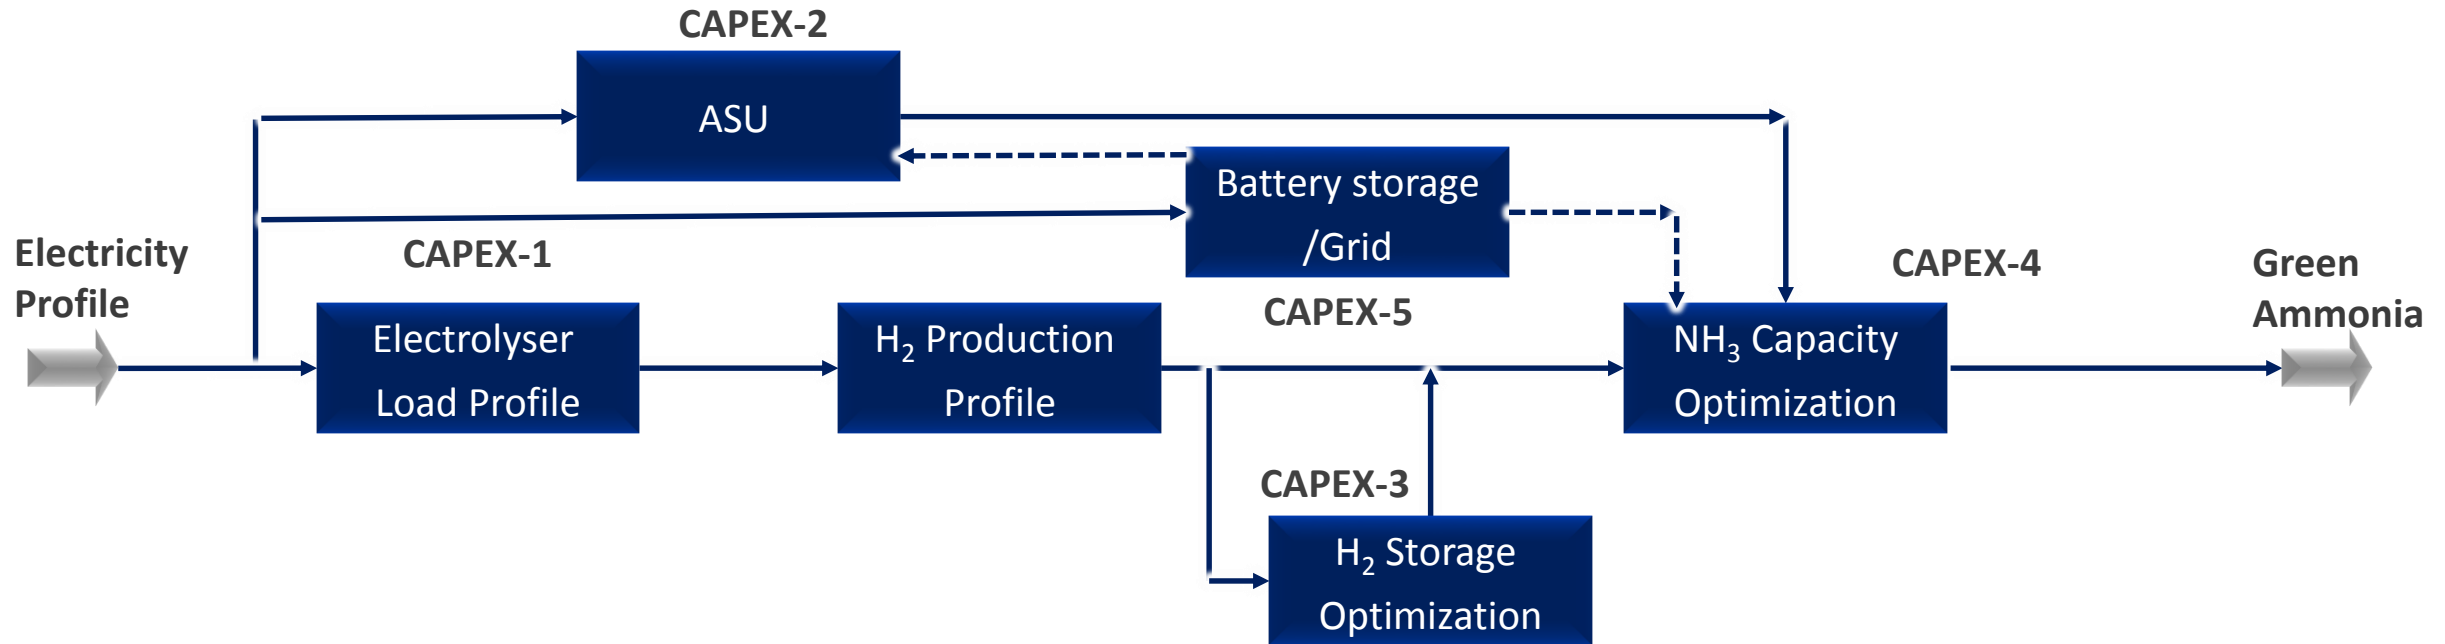 CAPEX-2
ASU
Battery storage
/Grid
Electricity
Profile
CAPEX-1
CAPEX-5
CAPEX-4
Green
Ammonia
Electrolyser
Load Profile
H₂ Production
Profile
NH₃ Capacity
Optimization
CAPEX-3
H₂ Storage
Optimization